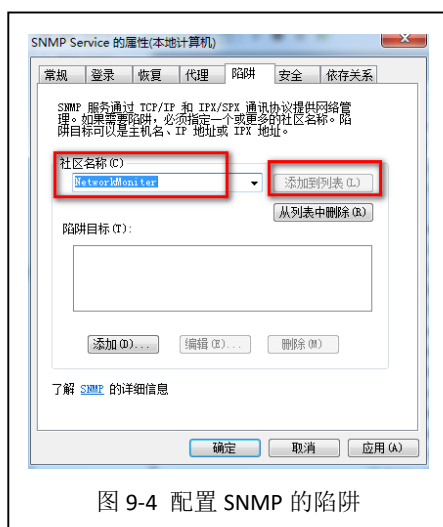 SNMP Service 的属性(本地计算机)
常规 登录 恢复 代理 陷阱 安全 依存关系
SNMP 服务通过 TCP/IP 和 IPX/SPX 通讯协议提供网络管
理。如果需要陷阱，必须指定一个或更多的社区名称。陷
阱目标可以是主机名、IP 地址或 IPX 地址。
社区名称(C)
NetworkMoniter 添加到列表(L)
从列表中删除(R)
陷阱目标(T):
添加(D)... 编辑(E)... 删除(M)
了解 SNMP 的详细信息
确定 取消 应用(A)
图 9-4 配置 SNMP 的陷阱